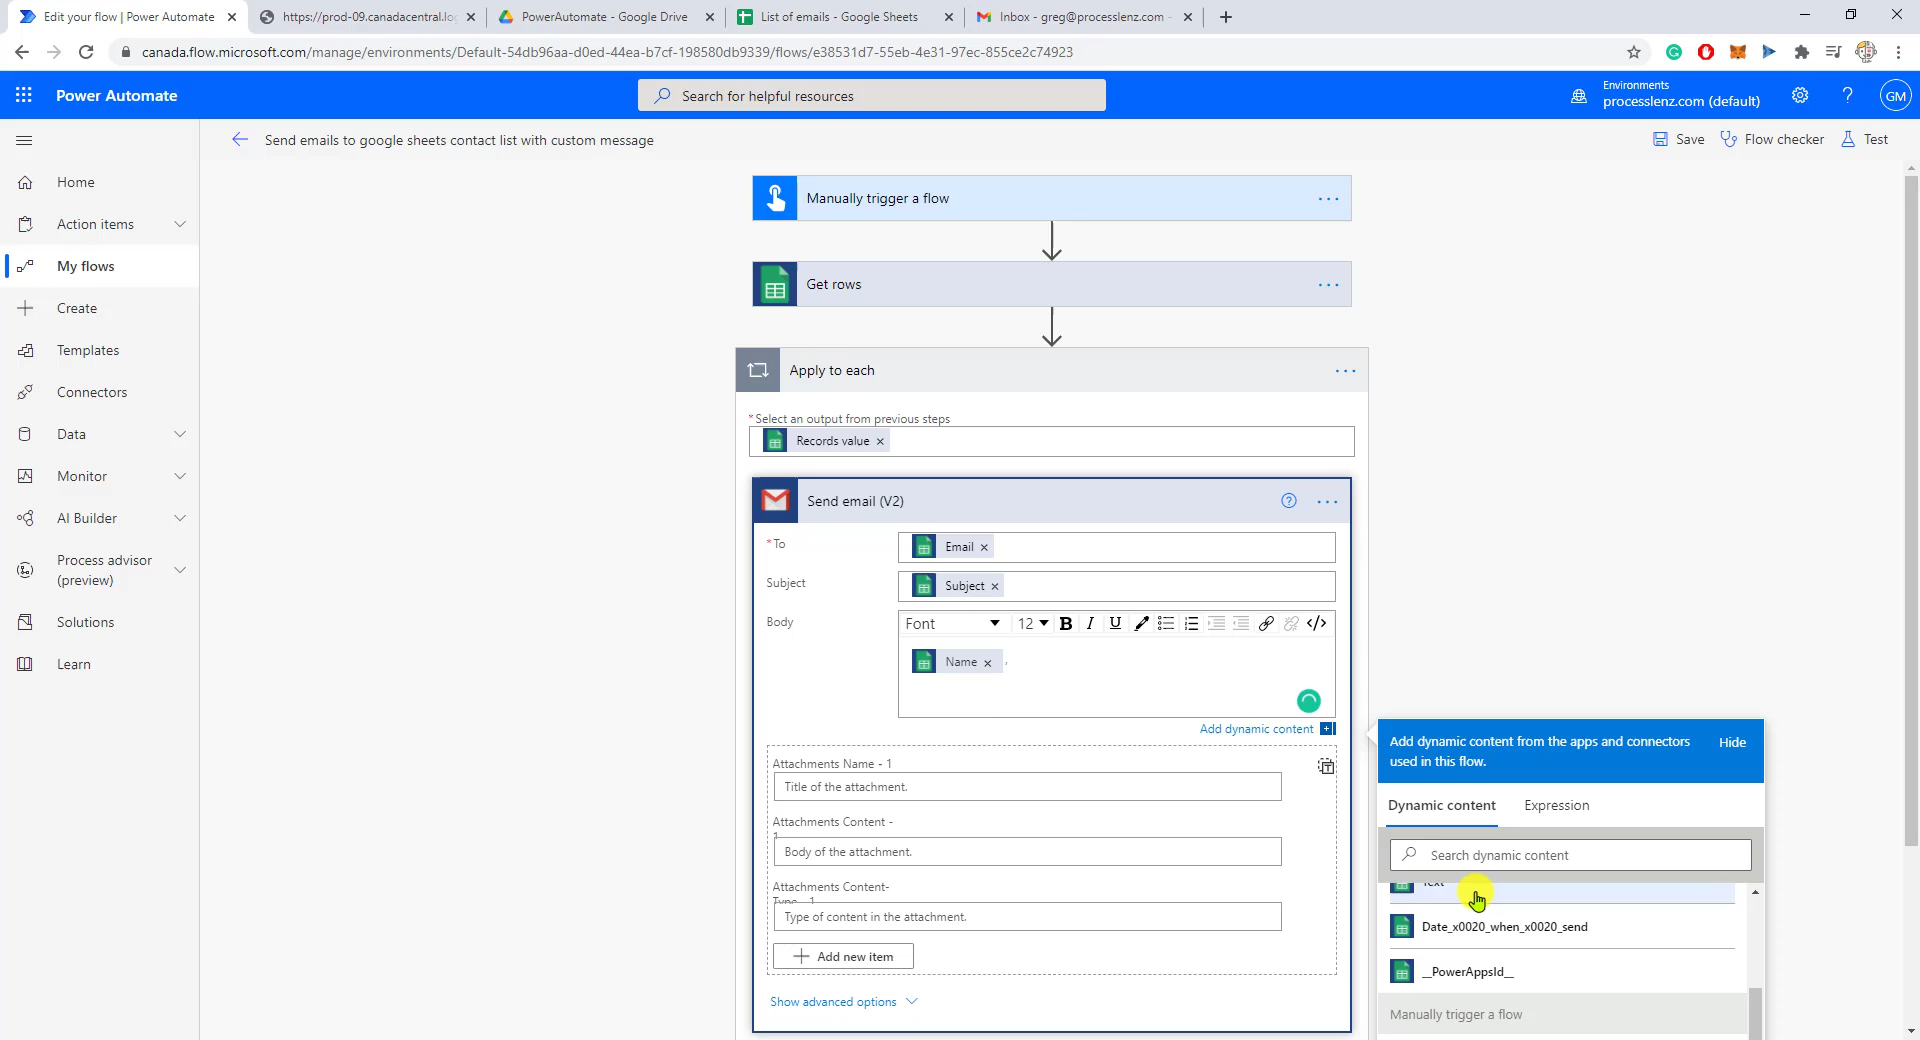 Edit your flow | Power Automate
https://prod-09.canadacentral.lo
PowerAutomate - Google Drive
List of emails - Google Sheets
Inbox - greg@processlenz.com -
canada.flow.microsoft.com/manage/environments/Default-54db96aa-d0ed-44ea-b7cf-198580db9339/flows/e38531d7-55eb-4e31-97ec-855ce2c74923
Power Automate
Search for helpful resources
Environments
processlenz.com (default)
?
GM
Send emails to google sheets contact list with custom message
Save
Flow checker
Test
Home
Action items
My flows
Create
Templates
Connectors
Data
Monitor
AI Builder
Process advisor
(preview)
Solutions
Learn
Manually trigger a flow
Get rows
Apply to each
* Select an output from previous steps
Records value
Send email (V2)
?
* To
Email
Subject
Subject
Body
Font
12
B I U
</>
Name ,
Add dynamic content
Attachments Name - 1
Title of the attachment.
Attachments Content -
1
Body of the attachment.
Attachments Content-
Type - 1
Type of content in the attachment.
Add new item
Show advanced options
Add dynamic content from the apps and connectors
used in this flow.
Hide
Dynamic content
Expression
Search dynamic content
Text
Date_x0020_when_x0020_send
__PowerAppsId__
Manually trigger a flow